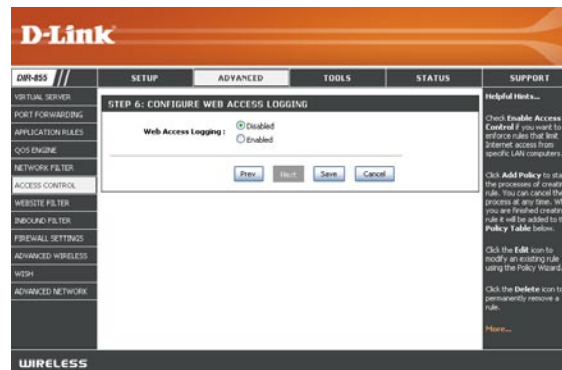 D-Link
DIR-855
SETUP
ADVANCED
TOOLS
STATUS
SUPPORT
VIRTUAL SERVER
PORT FORWARDING
APPLICATION RULES
QOS ENGINE
NETWORK FILTER
ACCESS CONTROL
WEBSITE FILTER
INBOUND FILTER
FIREWALL SETTINGS
ADVANCED WIRELESS
WISH
ADVANCED NETWORK
STEP 6: CONFIGURE WEB ACCESS LOGGING
Web Access Logging :
Disabled
Enabled
Prev
Next
Save
Cancel
Helpful Hints...
Check Enable Access
Control if you want to
enforce rules that limit
Internet access from
specific LAN computers.
Click Add Policy to sta
the processes of creatin
rule. You can cancel the
process at any time. Wh
you are finished creatin
rule it will be added to t
Policy Table below.
Click the Edit icon to
modify an existing rule
using the Policy Wizard.
Click the Delete icon to
permanently remove a
rule.
More...
WIRELESS